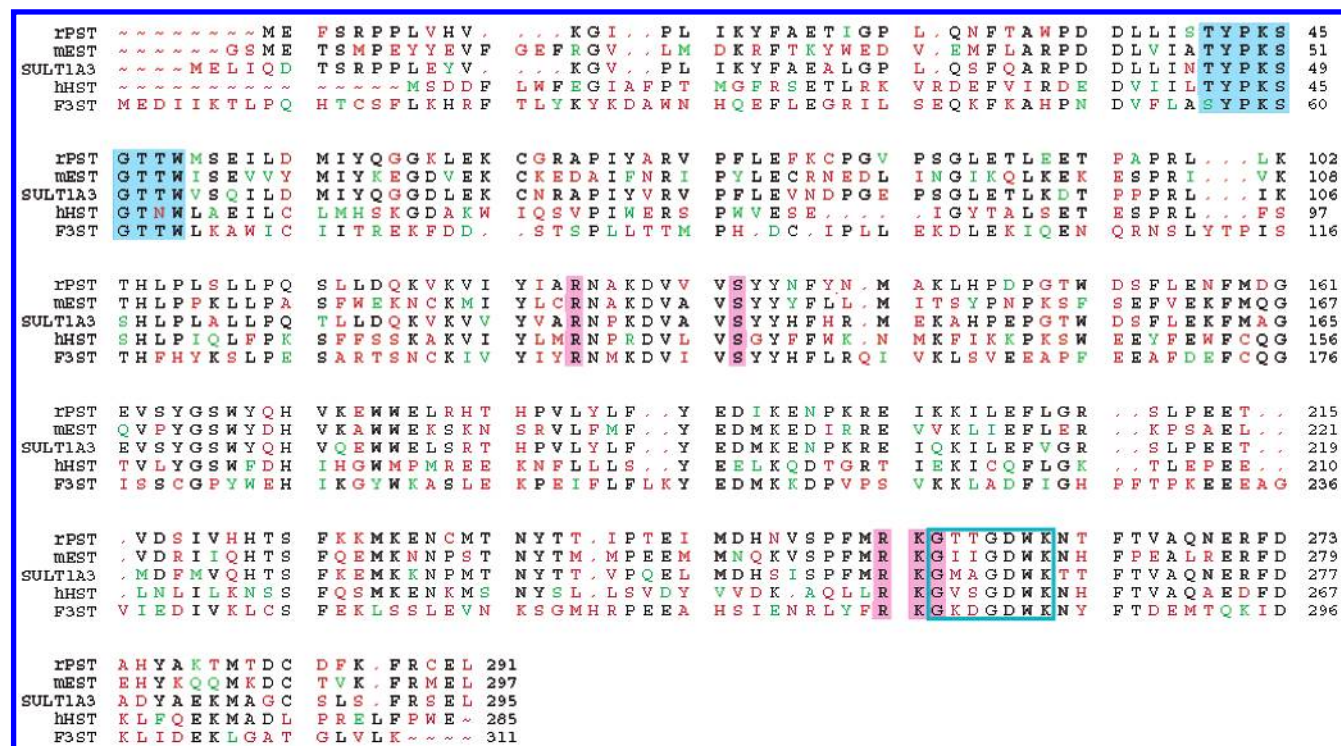 rPST ~~~~~~~~ME FSRPPLVHV. .KGI..PL IKYFAETIGP L.QNFTAWPD DLLISTYPKS 45
mEST ~~~~~~GSME TSMPEYYEVF GEFRGV..LM DKRFTKYWED V.EMFLARPD DLVIATYPKS 51
SULT1A3 ~~~~MELIQD TSRPPLEYV. .KGV..PL IKYFAEALGP L.QSFQARPD DLLINTYPKS 49
hHST ~~~~~~~~~~ ~~~~~MSDDF LWFEGIAFPT MGFRSETLRK VRDEFVIRDE DVIILTYPKS 45
F3ST MEDIIKTLPQ HTCSFLKHRF TLYKYKDAWN HQEFLEGRIL SEQKFKAHPN DVFLASYPKS 60
rPST GTTWMSEILD MIYQGGKLEK CGRAPIYARV PFLEFKCPGV PSGLETLEET PAPRL...LK 102
mEST GTTWISEVVY MIYKEGDVEK CKEDAIFNRI PYLECRNEDL INGIKQLKEK ESPRI...VK 108
SULT1A3 GTTWVSQILD MIYQGGDLEK CNRAPIYVRV PFLEVNDPGE PSGLETLKDT PPPRL...IK 106
hHST GTNWLAEILC LMHSKGDAKW IQSVPIWERS PWVESE.... .IGYTALSET ESPRL...FS 97
F3ST GTTWLKAWIC IITREKFDD. .STSPLLTTM PH.DC.IPLL EKDLEKIQEN QRNSLYTPIS 116
rPST THLPLSLLPQ SLLDQKVKVI YIARNAKDVV VSYYNFYN.M AKLHPDPGTW DSFLENFMDG 161
mEST THLPPKLLPA SFWEKNCKMI YLCRNAKDVA VSYYYFLL.M ITSYPNPKSF SEFVEKFMQG 167
SULT1A3 SHLPLALLPQ TLLDQKVKVV YVARNPKDVA VSYYHFHR.M EKAHPEPGTW DSFLEKFMAG 165
hHST SHLPIQLFPK SFFSSKAKVI YLMRNPRDVL VSGYFFWK.N MKFIKKPKSW EEYFEWFCQG 156
F3ST THFHYKSLPE SARTSNCKIV YIYRNMKDVI VSYYHFLRQI VKLSVEEAPF EEAFDEFCQG 176
rPST EVSYGSWYQH VKEWWELRHT HPVLYLF..Y EDIKENPKRE IKKILEFLGR ..SLPEET.. 215
mEST QVPYGSWYDH VKAWWEKSKN SRVLFMF..Y EDMKEDIRRE VVKLIEFLER ..KPSAEL.. 221
SULT1A3 EVSYGSWYQH VQEWWELSRT HPVLYLF..Y EDMKENPKRE IQKILEFVGR ..SLPEET.. 219
hHST TVLYGSWFDH IHGWMPMREE KNFLLLS..Y EELKQDTGRT IEKICQFLGK ..TLEPEE.. 210
F3ST ISSCGPYWEH IKGYWKASLE KPEIFLFLKY EDMKKDPVPS VKKLADFIGH PFTPKEEEAG 236
rPST .VDSIVHHTS FKKMKENCMT NYTT.IPTEI MDHNVSPFMR KGTTGDWKNT FTVAQNERFD 273
mEST .VDRIIQHTS FQEMKNNPST NYTM.MPEEM MNQKVSPFMR KGIIGDWKNH FPEALRERFD 279
SULT1A3 .MDFMVQHTS FKEMKKNPMT NYTT.VPQEL MDHSISPFMR KGMAGDWKTT FTVAQNERFD 277
hHST .LNLILKNSS FQSMKENKMS NYSL.LSVDY VVDK.AQLLR KGVSGDWKNH FTVAQAEDFD 267
F3ST VIEDIVKLCS FEKLSSLEVN KSGMHRPEEA HSIENRLYFR KGKDGDWKNY FTDEMTQKID 296
rPST AHYAKTMTDC DFK.FRCEL 291
mEST EHYKQQMKDC TVK.FRMEL 297
SULT1A3 ADYAEKMAGC SLS.FRSEL 295
hHST KLFQEKMADL PRELFPWE~ 285
F3ST KLIDEKLGAT GLVLK~~~~ 311